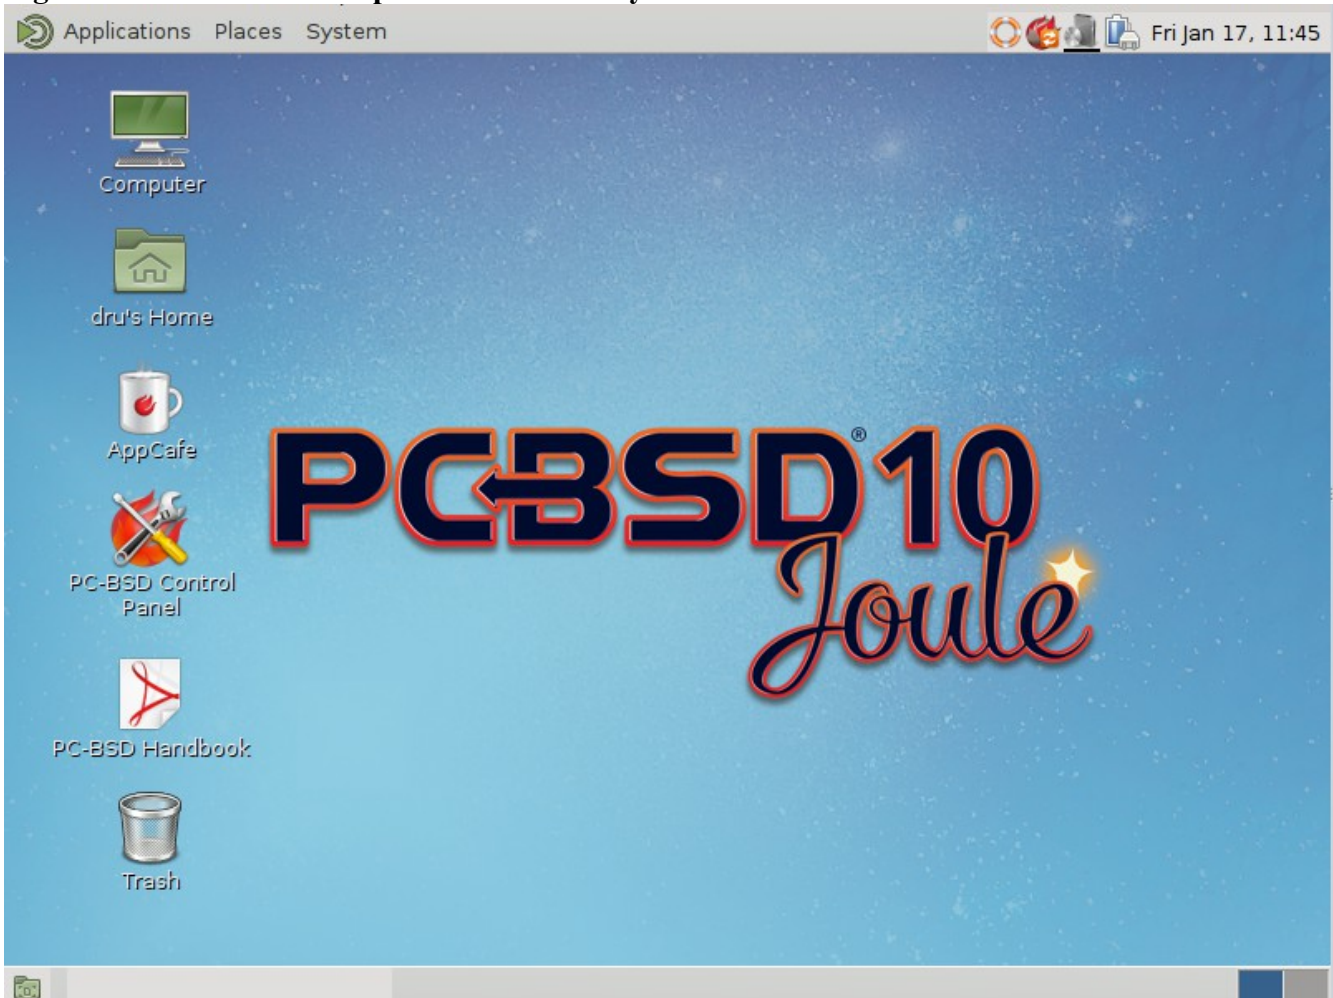 Applications Places System
Fri Jan 17, 11:45
Computer
dru's Home
AppCafe
PC-BSD Control
Panel
PC-BSD Handbook
Trash
PCBSD®10
Joule